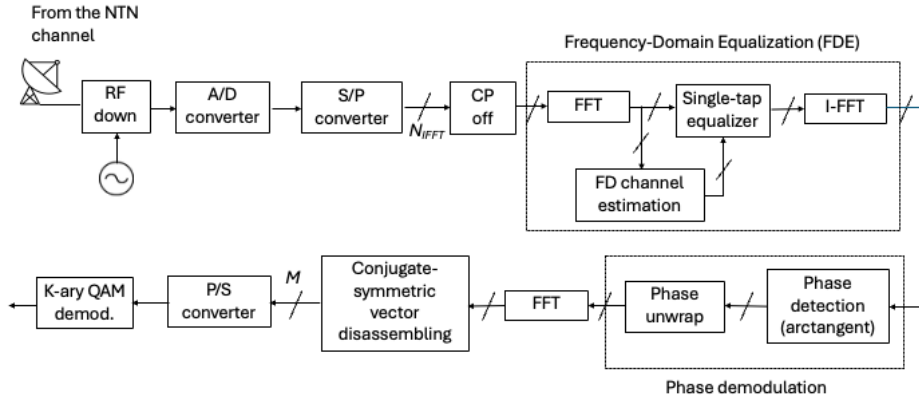 From the NTN
channel
Frequency-Domain Equalization (FDE)
RF
down
A/D
converter
S/P
converter
N_IFFT
CP
off
FFT
Single-tap
equalizer
I-FFT
FD channel
estimation
K-ary QAM
demod.
P/S
converter
M
Conjugate-
symmetric
vector
disassembling
FFT
Phase
unwrap
Phase
detection
(arctangent)
Phase demodulation